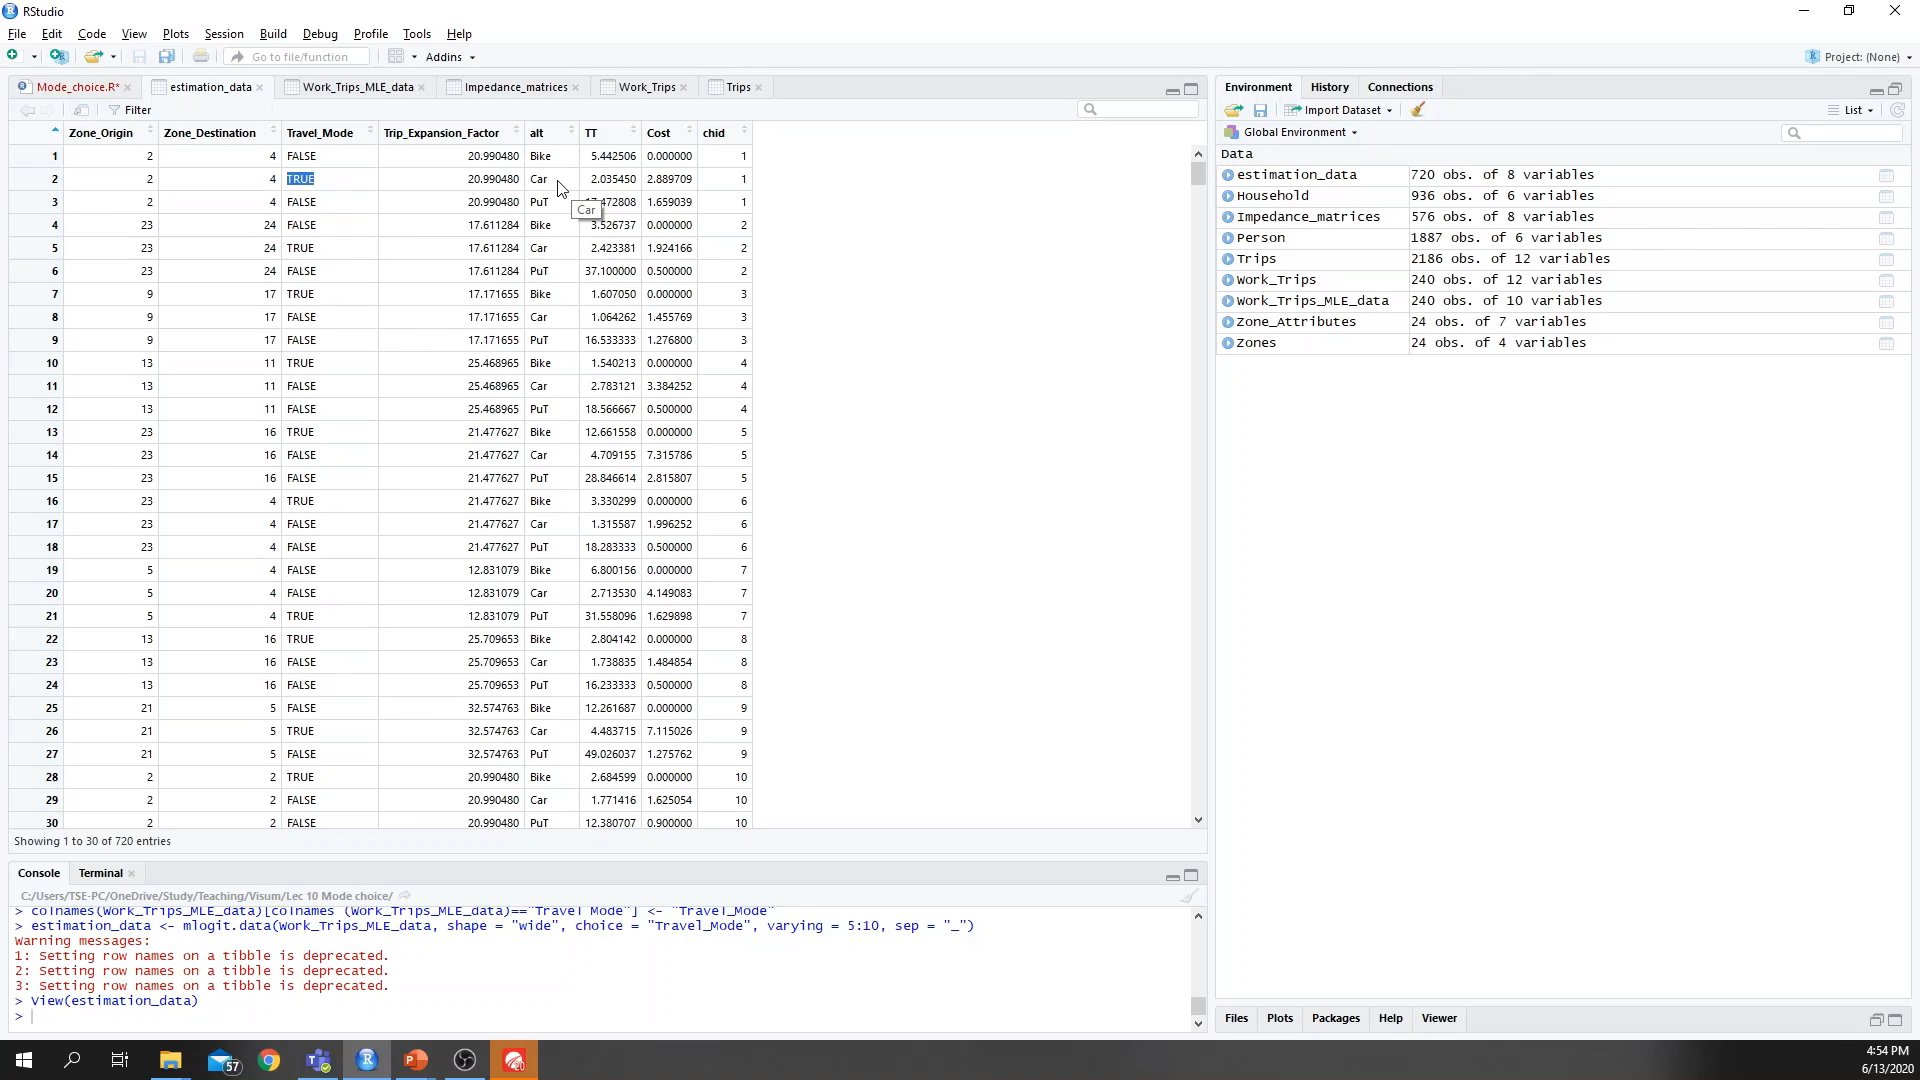 RStudio
File Edit Code View Plots Session Build Debug Profile Tools Help
Go to file/function Addins Project: (None)
Mode_choice.R* estimation_data Work_Trips_MLE_data Impedance_matrices Work_Trips Trips
Filter
Zone_Origin Zone_Destination Travel_Mode Trip_Expansion_Factor alt TT Cost chid
1 2 4 FALSE 20.990480 Bike 5.442506 0.000000 1
2 2 4 TRUE 20.990480 Car 2.035450 2.889709 1
3 2 4 FALSE 20.990480 PuT 472808 1.659039 1
Car
4 23 24 FALSE 17.611284 Bike 3.526737 0.000000 2
5 23 24 TRUE 17.611284 Car 2.423381 1.924166 2
6 23 24 FALSE 17.611284 PuT 37.100000 0.500000 2
7 9 17 TRUE 17.171655 Bike 1.607050 0.000000 3
8 9 17 FALSE 17.171655 Car 1.064262 1.455769 3
9 9 17 FALSE 17.171655 PuT 16.533333 1.276800 3
10 13 11 TRUE 25.468965 Bike 1.540213 0.000000 4
11 13 11 FALSE 25.468965 Car 2.783121 3.384252 4
12 13 11 FALSE 25.468965 PuT 18.566667 0.500000 4
13 23 16 TRUE 21.477627 Bike 12.661558 0.000000 5
14 23 16 FALSE 21.477627 Car 4.709155 7.315786 5
15 23 16 FALSE 21.477627 PuT 28.846614 2.815807 5
16 23 4 TRUE 21.477627 Bike 3.330299 0.000000 6
17 23 4 FALSE 21.477627 Car 1.315587 1.996252 6
18 23 4 FALSE 21.477627 PuT 18.283333 0.500000 6
19 5 4 FALSE 12.831079 Bike 6.800156 0.000000 7
20 5 4 FALSE 12.831079 Car 2.713530 4.149083 7
21 5 4 TRUE 12.831079 PuT 31.558096 1.629898 7
22 13 16 TRUE 25.709653 Bike 2.804142 0.000000 8
23 13 16 FALSE 25.709653 Car 1.738835 1.484854 8
24 13 16 FALSE 25.709653 PuT 16.233333 0.500000 8
25 21 5 FALSE 32.574763 Bike 12.261687 0.000000 9
26 21 5 TRUE 32.574763 Car 4.483715 7.115026 9
27 21 5 FALSE 32.574763 PuT 49.026037 1.275762 9
28 2 2 TRUE 20.990480 Bike 2.684599 0.000000 10
29 2 2 FALSE 20.990480 Car 1.771416 1.625054 10
30 2 2 FALSE 20.990480 PuT 12.380707 0.900000 10
Showing 1 to 30 of 720 entries
Console Terminal
C:/Users/TSE-PC/OneDrive/Study/Teaching/Visum/Lec 10 Mode choice/
> colnames(Work_Trips_MLE_data)[colnames (Work_Trips_MLE_data)=="Travel Mode"] <- "Travel_Mode"
> estimation_data <- mlogit.data(Work_Trips_MLE_data, shape = "wide", choice = "Travel_Mode", varying = 5:10, sep = "_")
Warning messages:
1: Setting row names on a tibble is deprecated.
2: Setting row names on a tibble is deprecated.
3: Setting row names on a tibble is deprecated.
> View(estimation_data)
>
Environment History Connections
Import Dataset List
Global Environment
Data
estimation_data 720 obs. of 8 variables
Household 936 obs. of 6 variables
Impedance_matrices 576 obs. of 8 variables
Person 1887 obs. of 6 variables
Trips 2186 obs. of 12 variables
Work_Trips 240 obs. of 12 variables
Work_Trips_MLE_data 240 obs. of 10 variables
Zone_Attributes 24 obs. of 7 variables
Zones 24 obs. of 4 variables
Files Plots Packages Help Viewer
57
20
4:54 PM
6/13/2020